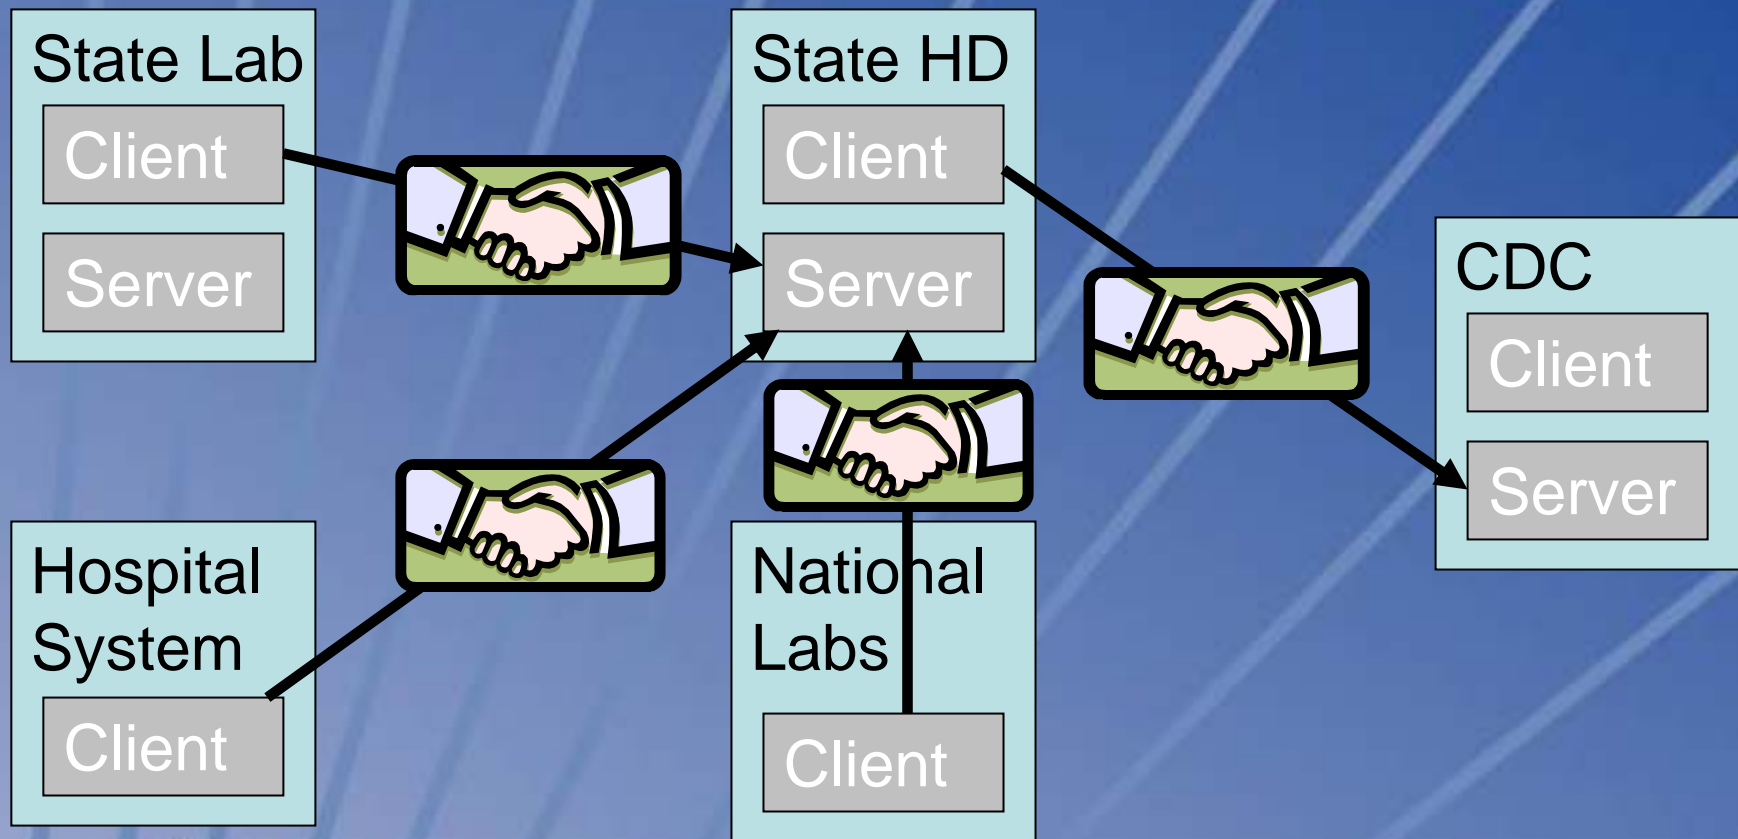 State Lab
Client
Server
State HD
Client
Server
CDC
Client
Server
Hospital
System
Client
National
Labs
Client